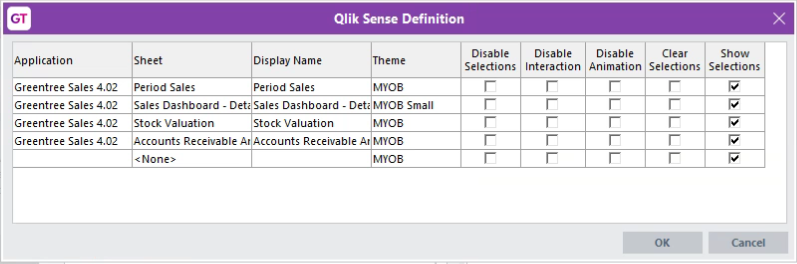 GT Qlik Sense Definition
Application Sheet Display Name Theme Disable Selections Disable Interaction Disable Animation Clear Selections Show Selections
Greentree Sales 4.02 Period Sales Period Sales MYOB
Greentree Sales 4.02 Sales Dashboard - Deta Sales Dashboard - Deta MYOB Small
Greentree Sales 4.02 Stock Valuation Stock Valuation MYOB
Greentree Sales 4.02 Accounts Receivable Ar Accounts Receivable Ar MYOB
<None> MYOB
OK Cancel